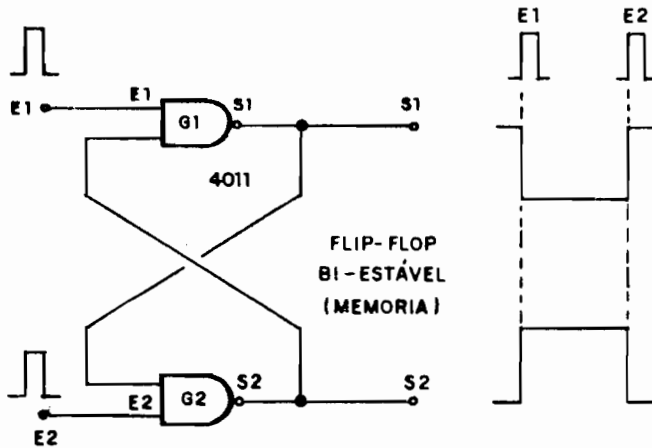 E1 E2
E1
E1
G1
S1
S1
4011
FLIP-FLOP
BI-ESTÁVEL
(MEMORIA)
E2
G2
S2
S2
E2